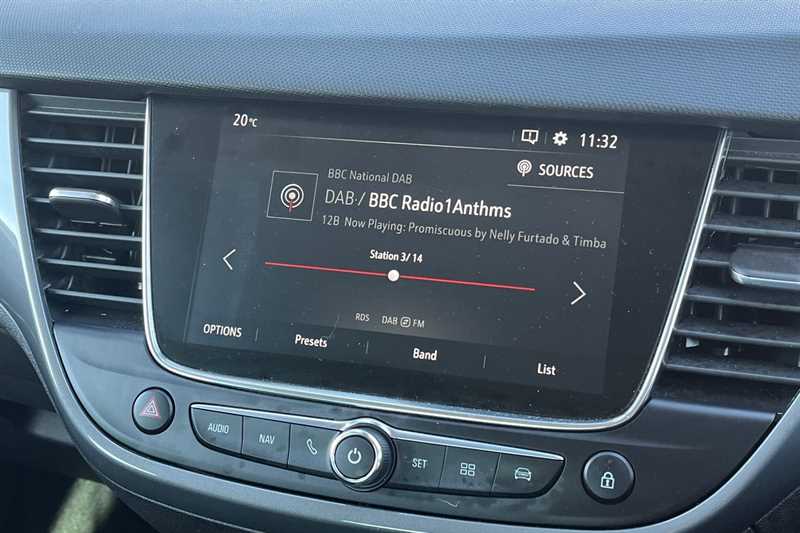 20°C
11:32
SOURCES
BBC National DAB
DAB·/ BBC Radio1Anthms
12B Now Playing: Promiscuous by Nelly Furtado & Timba
Station 3/14
RDS DAB FM
OPTIONS Presets Band List
AUDIO NAV SET